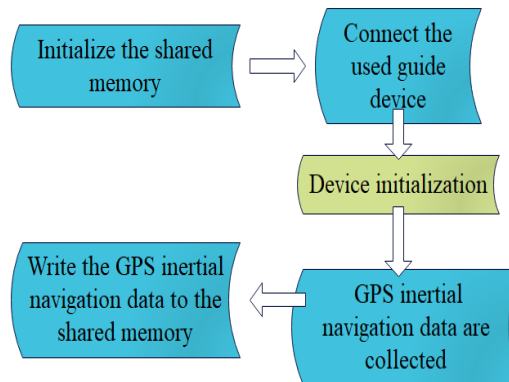 Initialize the shared
memory
Connect the
used guide
device
Device initialization
GPS inertial
navigation data are
collected
Write the GPS inertial
navigation data to the
shared memory